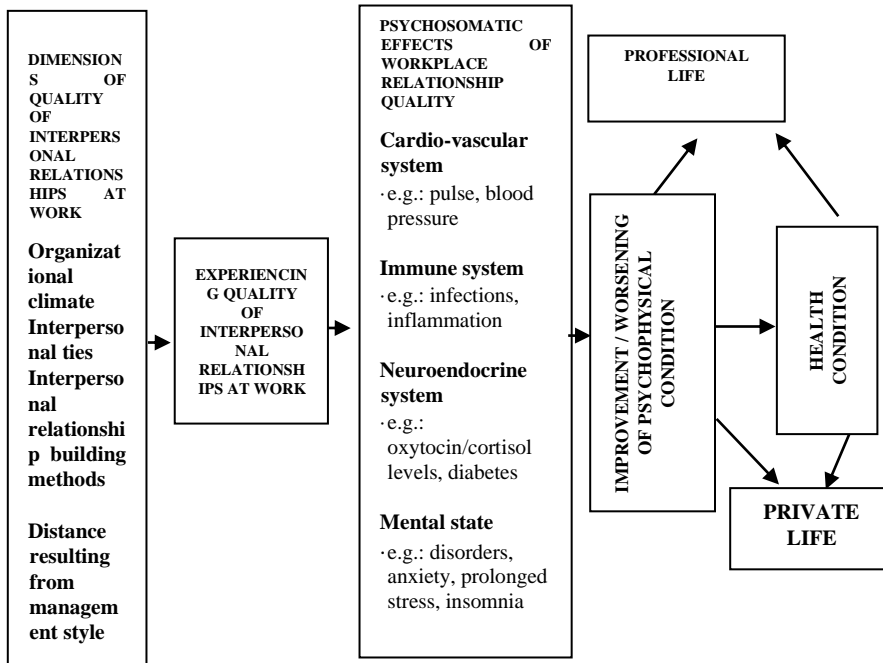 DIMENSION
S OF
QUALITY
OF
INTERPERS
ONAL
RELATIONS
HIPS AT
WORK
Organizat
ional
climate
Interperso
nal ties
Interperso
nal
relationshi
p building
methods
Distance
resulting
from
managem
ent style
EXPERIENCIN
G QUALITY
OF
INTERPERSO
NAL
RELATIONSH
IPS AT WORK
PSYCHOSOMATIC
EFFECTS OF
WORKPLACE
RELATIONSHIP
QUALITY
Cardio-vascular
system
·e.g.: pulse, blood
pressure
Immune system
·e.g.: infections,
inflammation
Neuroendocrine
system
·e.g.:
oxytocin/cortisol
levels, diabetes
Mental state
·e.g.: disorders,
anxiety, prolonged
stress, insomnia
IMPROVEMENT / WORSENING
OF PSYCHOPHYSICAL
CONDITION
PROFESSIONAL
LIFE
HEALTH
CONDITION
PRIVATE
LIFE